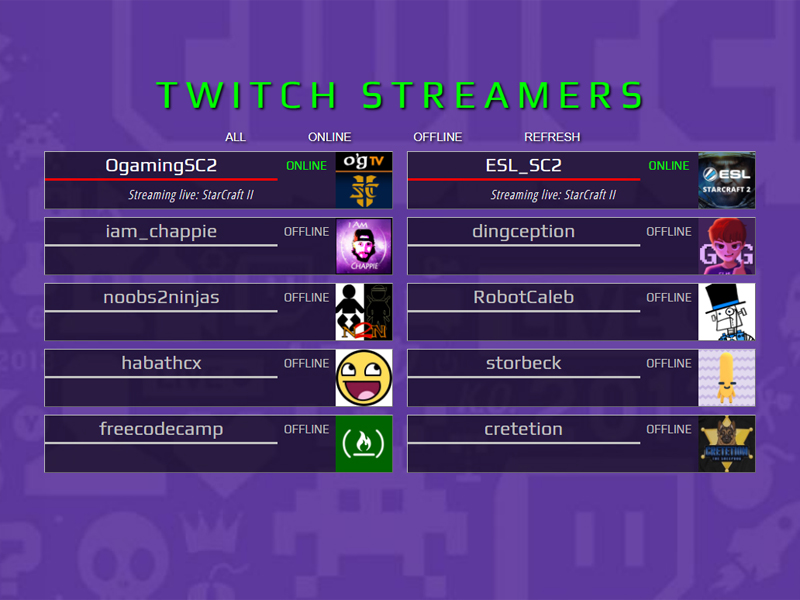 TWITCH STREAMERS
ALL ONLINE OFFLINE REFRESH
OgamingSC2 ONLINE o'g TV
Streaming live: StarCraft II
ESL_SC2 ONLINE ESL
Streaming live: StarCraft II STARCRAFT 2
iam_chappie OFFLINE I AM
CHAPPIE
dingception OFFLINE
noobs2ninjas OFFLINE
N2N
RobotCaleb OFFLINE
habathcx OFFLINE
storbeck OFFLINE
freecodecamp OFFLINE
cretetion OFFLINE
CRETETION